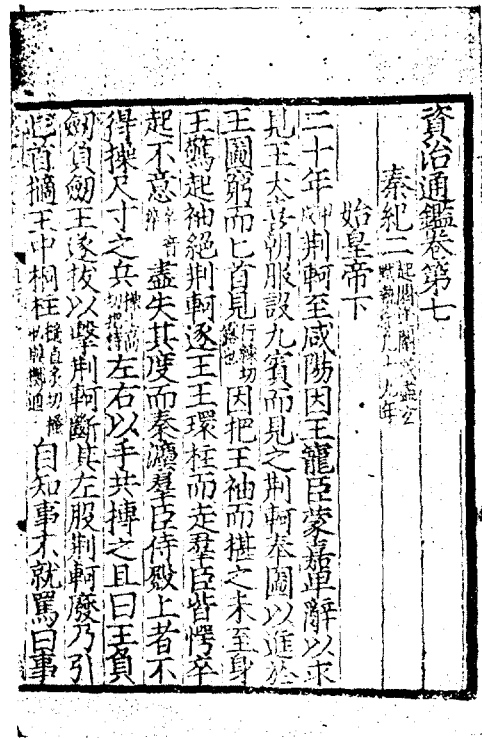 資治通鑑卷第七
秦紀二
始皇帝下
二十年荆軻至咸陽因王寵臣蒙嘉卑辭以求
見王大喜朝服設九賓而見之荆軻奉圖以進於
王圖窮而匕首見因把王袖而揕之未至身
王驚起袖絕荆軻逐王王環柱而走羣臣皆愕卒
起不意盡失其度而秦灋羣臣侍殿上者不
得操尺寸之兵左右以手共搏之且曰王負
劒負劒王遂拔以擊荆軻斷其左股荆軻廢乃引
匕首擿王中桐柱自知事不就罵曰事